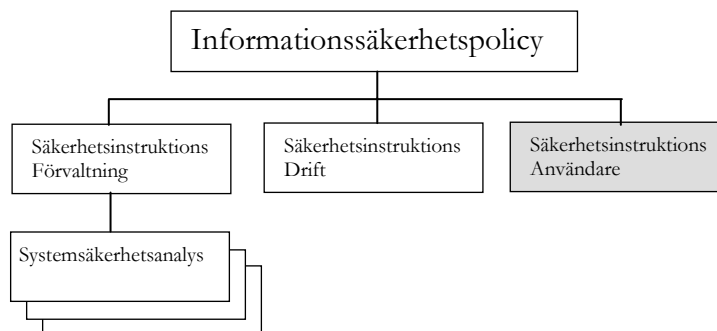 Informationssäkerhetspolicy
Säkerhetsinstruktions
Förvaltning
Säkerhetsinstruktions
Drift
Säkerhetsinstruktions
Användare
Systemsäkerhetsanalys